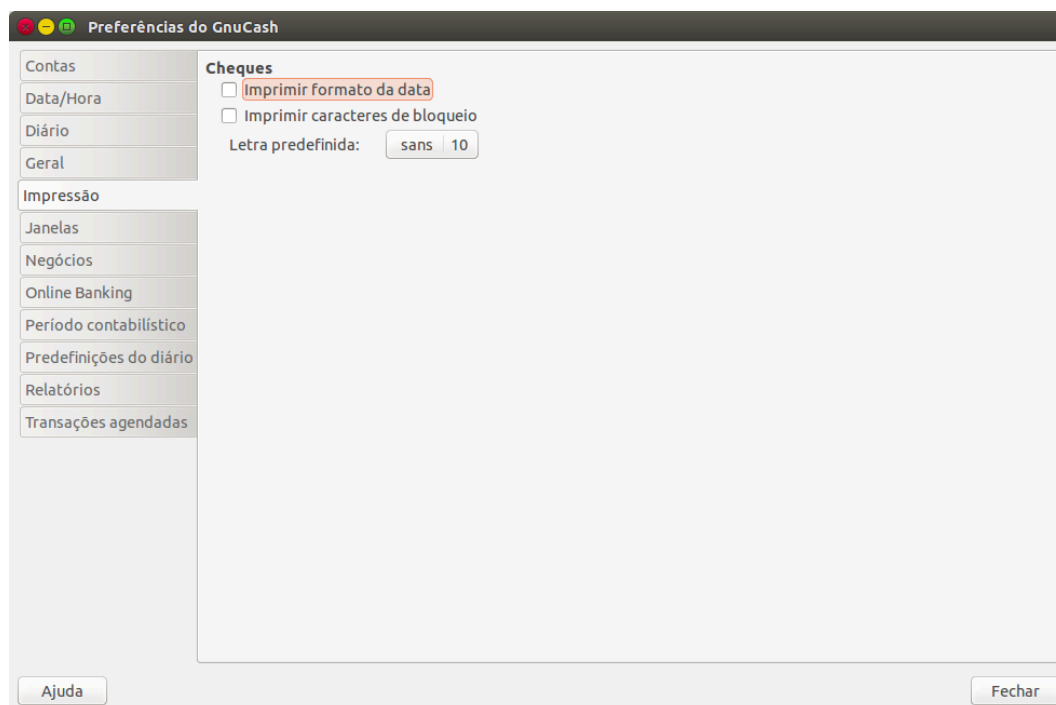 Preferências do GnuCash
Contas
Data/Hora
Diário
Geral
Impressão
Janelas
Negócios
Online Banking
Período contabilístico
Predefinições do diário
Relatórios
Transações agendadas
Cheques
Imprimir formato da data
Imprimir caracteres de bloqueio
Letra predefinida: sans 10
Ajuda
Fechar